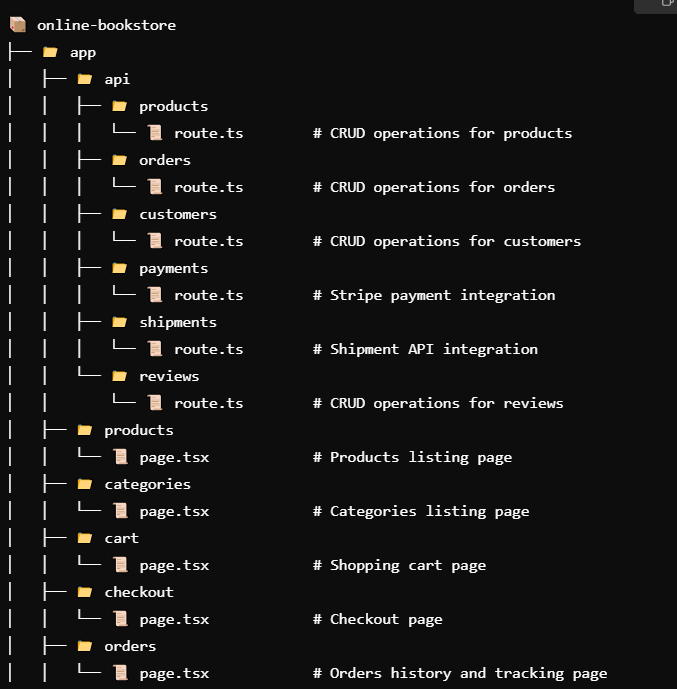 online-bookstore
├── app
│   ├── api
│   │   ├── products
│   │   │   └── route.ts        # CRUD operations for products
│   │   ├── orders
│   │   │   └── route.ts        # CRUD operations for orders
│   │   ├── customers
│   │   │   └── route.ts        # CRUD operations for customers
│   │   ├── payments
│   │   │   └── route.ts        # Stripe payment integration
│   │   ├── shipments
│   │   │   └── route.ts        # Shipment API integration
│   │   └── reviews
│   │       └── route.ts        # CRUD operations for reviews
│   ├── products
│   │   └── page.tsx            # Products listing page
│   ├── categories
│   │   └── page.tsx            # Categories listing page
│   ├── cart
│   │   └── page.tsx            # Shopping cart page
│   ├── checkout
│   │   └── page.tsx            # Checkout page
│   ├── orders
│   │   └── page.tsx            # Orders history and tracking page